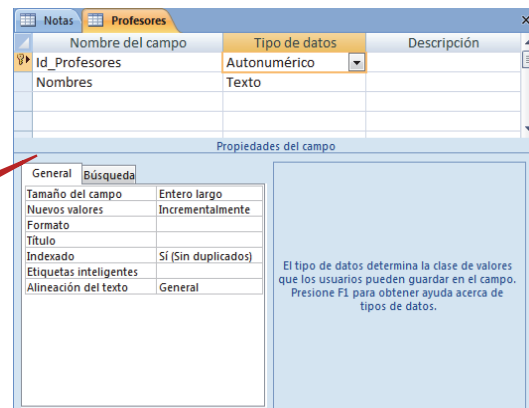 Notas Profesores
Nombre del campo Tipo de datos Descripción
Id_Profesores Autonumérico
Nombres Texto
Propiedades del campo
General Búsqueda
Tamaño del campo Entero largo
Nuevos valores Incrementalmente
Formato
Título
Indexado Sí (Sin duplicados)
Etiquetas inteligentes
Alineación del texto General
El tipo de datos determina la clase de valores
que los usuarios pueden guardar en el campo.
Presione F1 para obtener ayuda acerca de
tipos de datos.